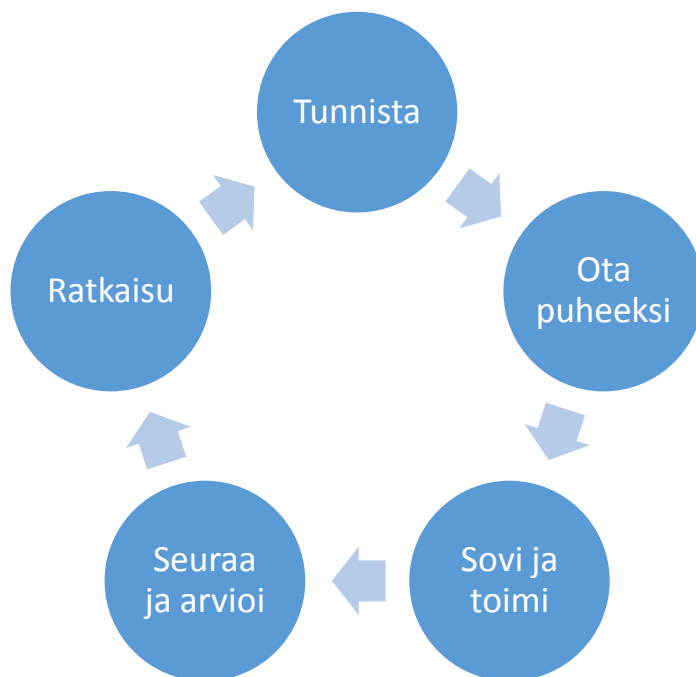 Tunnista
Ota
puheeksi
Sovi ja
toimi
Seuraa
ja arvioi
Ratkaisu